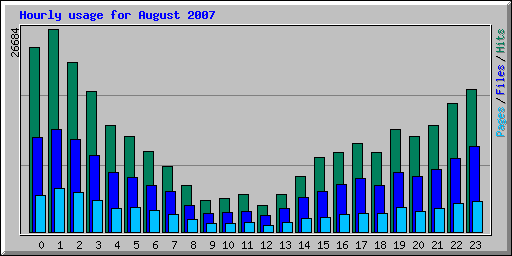 Hourly usage for August 2007
26684
Pages / Files / Hits
0 1 2 3 4 5 6 7 8 9 10 11 12 13 14 15 16 17 18 19 20 21 22 23